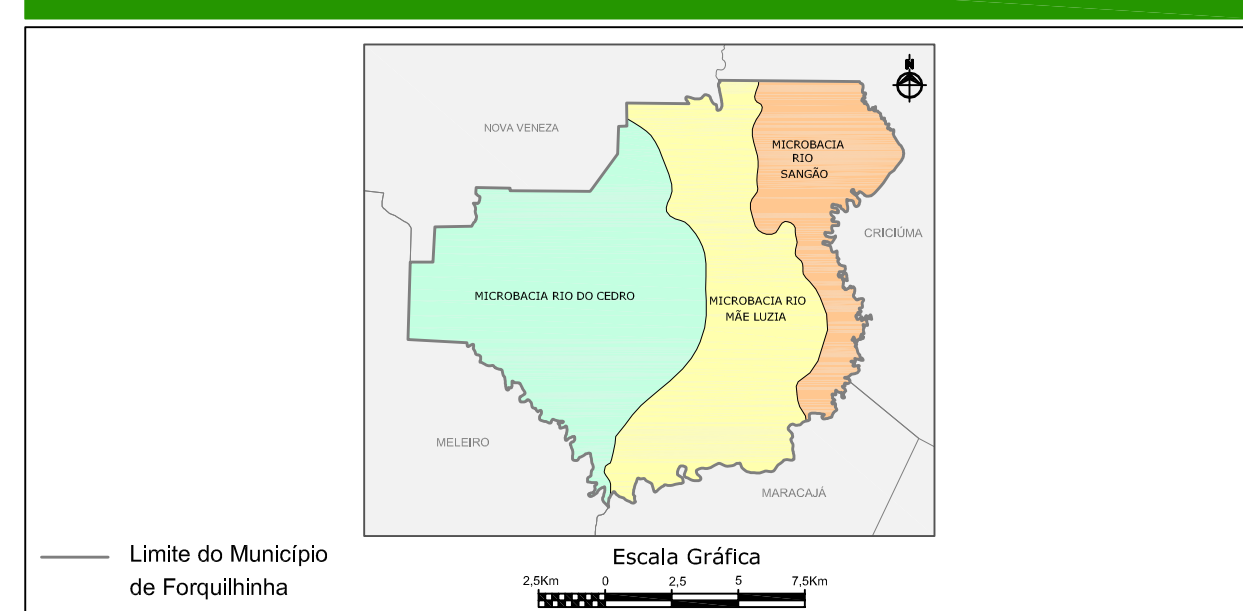 N
NOVA VENEZA
MICROBACIA
RIO
SANGÃO
CRICIÚMA
MICROBACIA RIO DO CEDRO
MICROBACIA RIO
MÃE LUZIA
MELEIRO
MARACAJÁ
Limite do Município
de Forquilhinha
Escala Gráfica
2,5Km 0 2,5 5 7,5Km